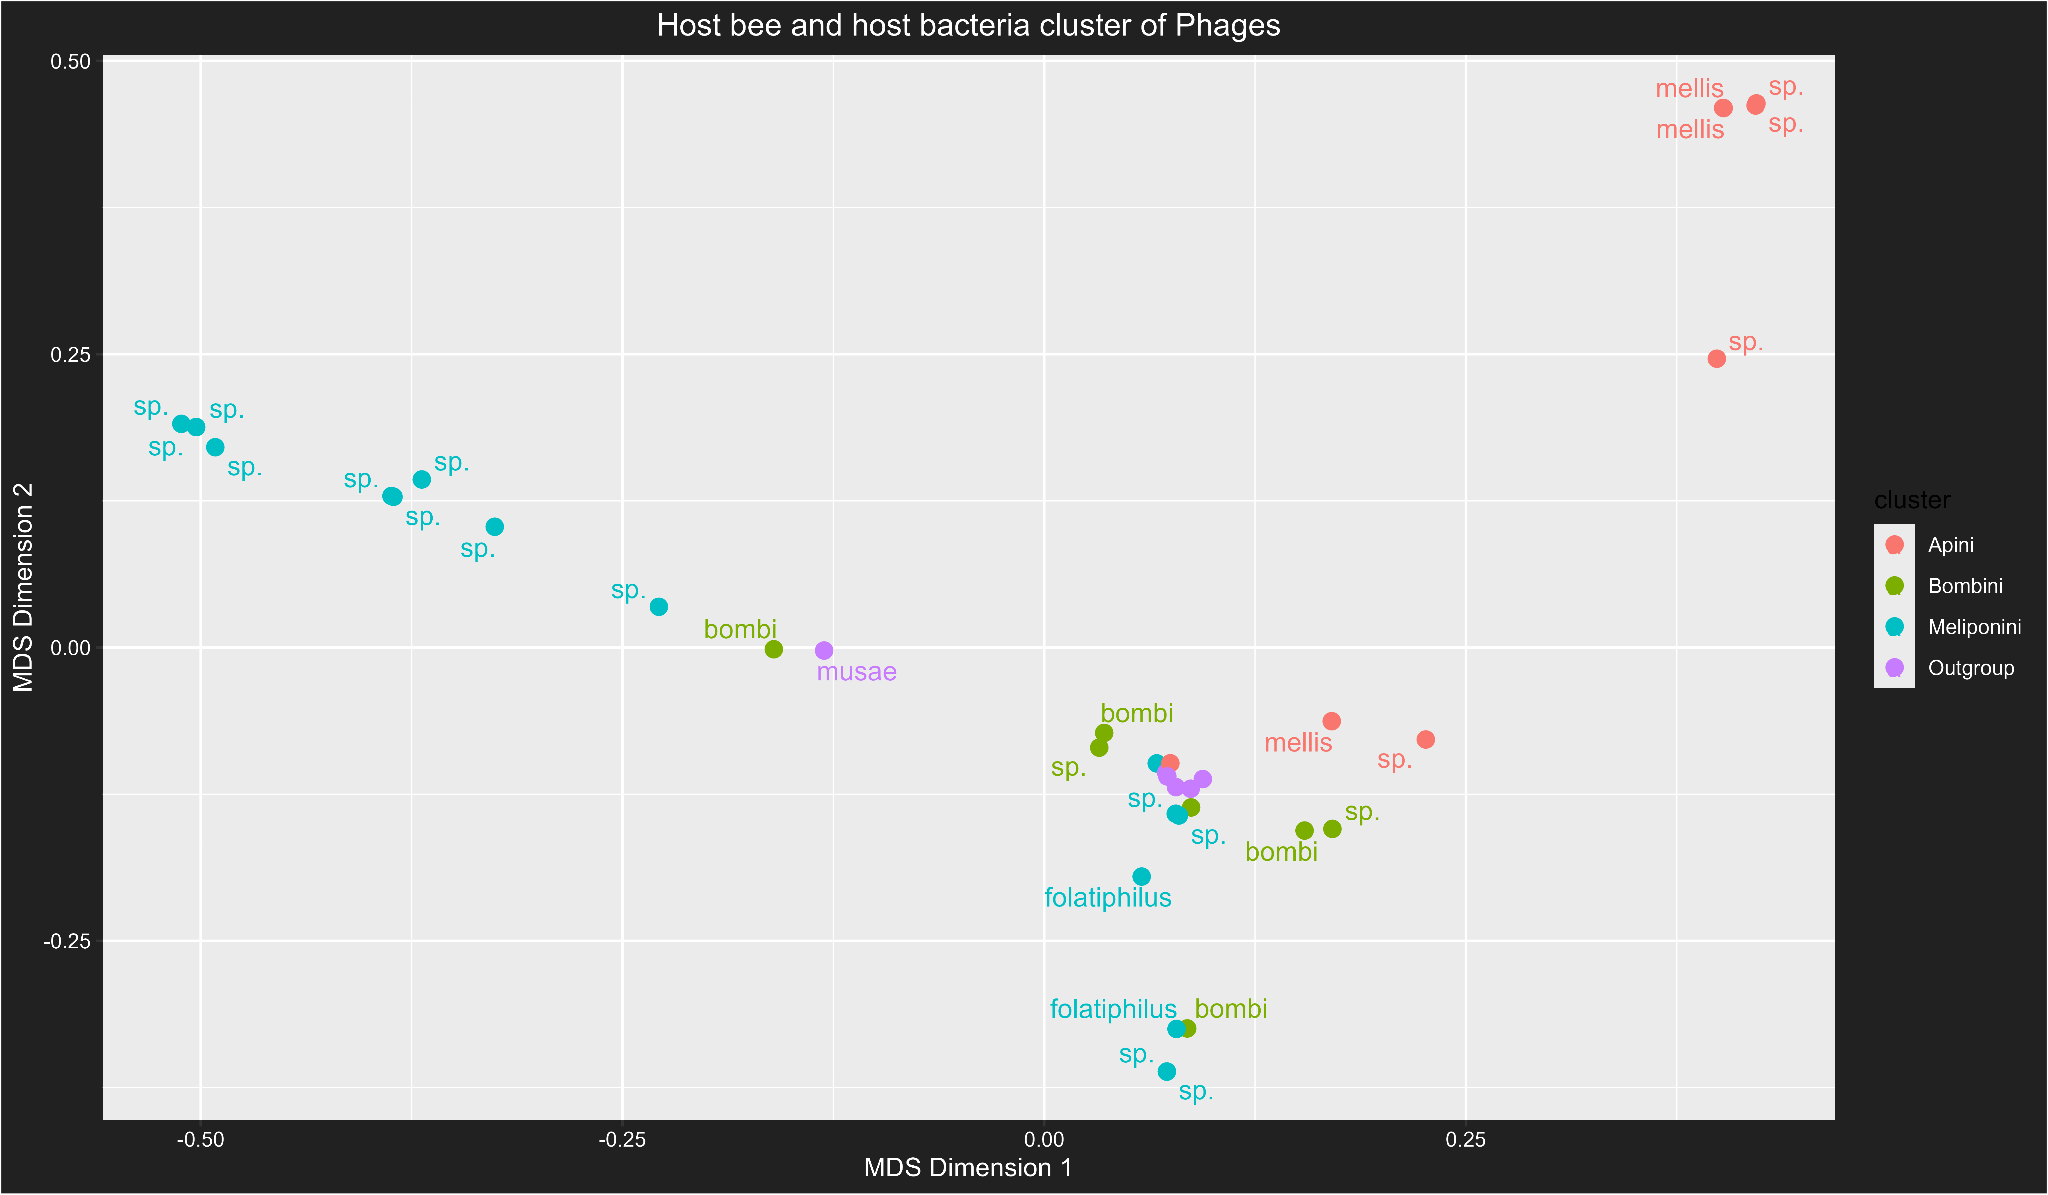 Host bee and host bacteria cluster of Phages
0.50
0.25
0.00
-0.25
MDS Dimension 2
mellis
sp.
mellis
sp.
sp.
sp.
sp.
sp.
sp.
sp.
sp.
sp.
sp.
sp.
bombi
musae
bombi
sp.
mellis
sp.
sp.
sp.
sp.
bombi
folatiphilus
folatiphilus
bombi
sp.
sp.
-0.50
-0.25
0.00
0.25
MDS Dimension 1
cluster
Apini
Bombini
Meliponini
Outgroup